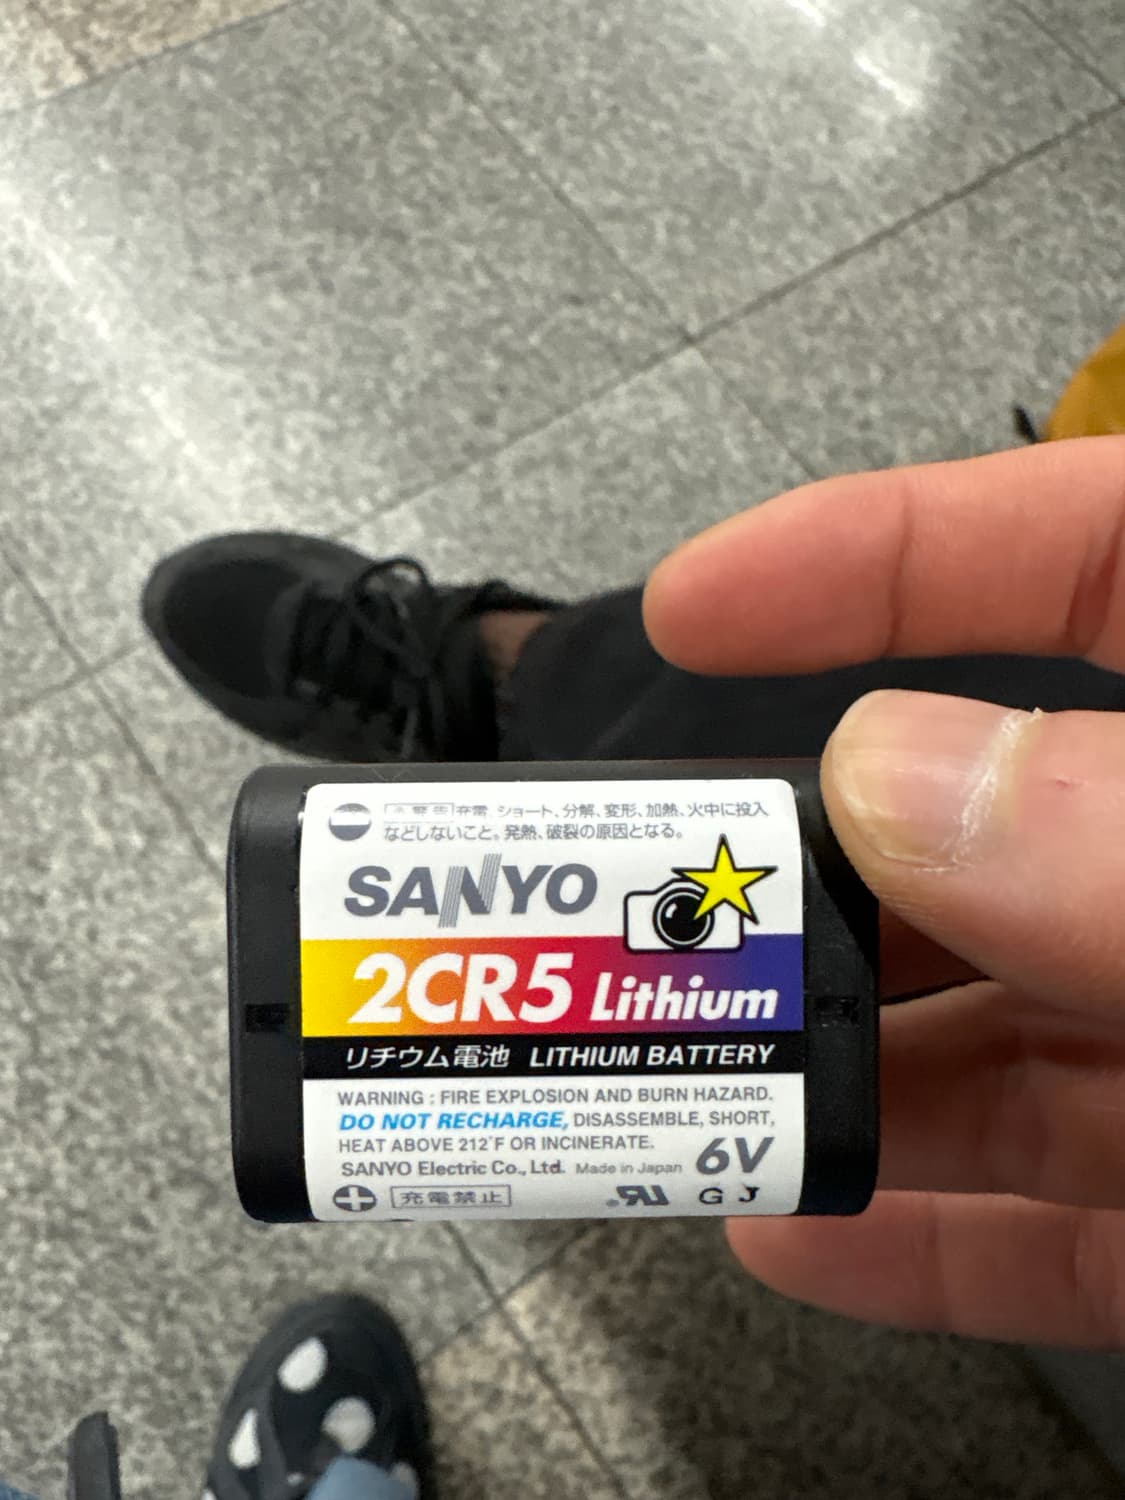 ⚠警告 充電、ショート、分解、変形、加熱、火中に投入
などしないこと。発熱、破裂の原因となる。
SANYO
2CR5 Lithium
リチウム電池 LITHIUM BATTERY
WARNING : FIRE EXPLOSION AND BURN HAZARD.
DO NOT RECHARGE, DISASSEMBLE, SHORT,
HEAT ABOVE 212°F OR INCINERATE.
SANYO Electric Co., Ltd. Made in Japan 6V
充電禁止 GJ